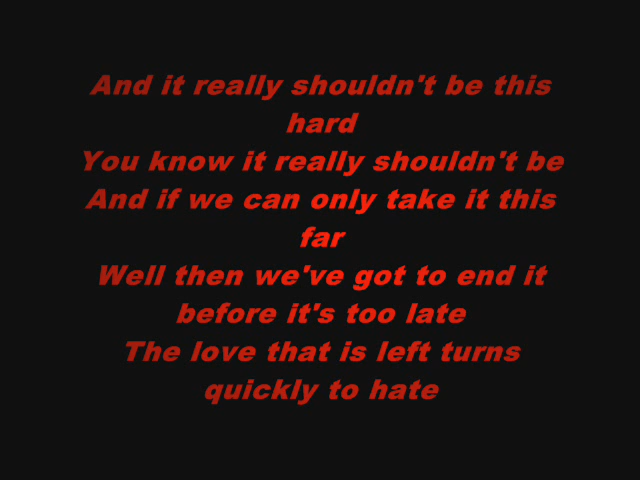 And it really shouldn't be this
hard
You know it really shouldn't be
And if we can only take it this
far
Well then we've got to end it
before it's too late
The love that is left turns
quickly to hate